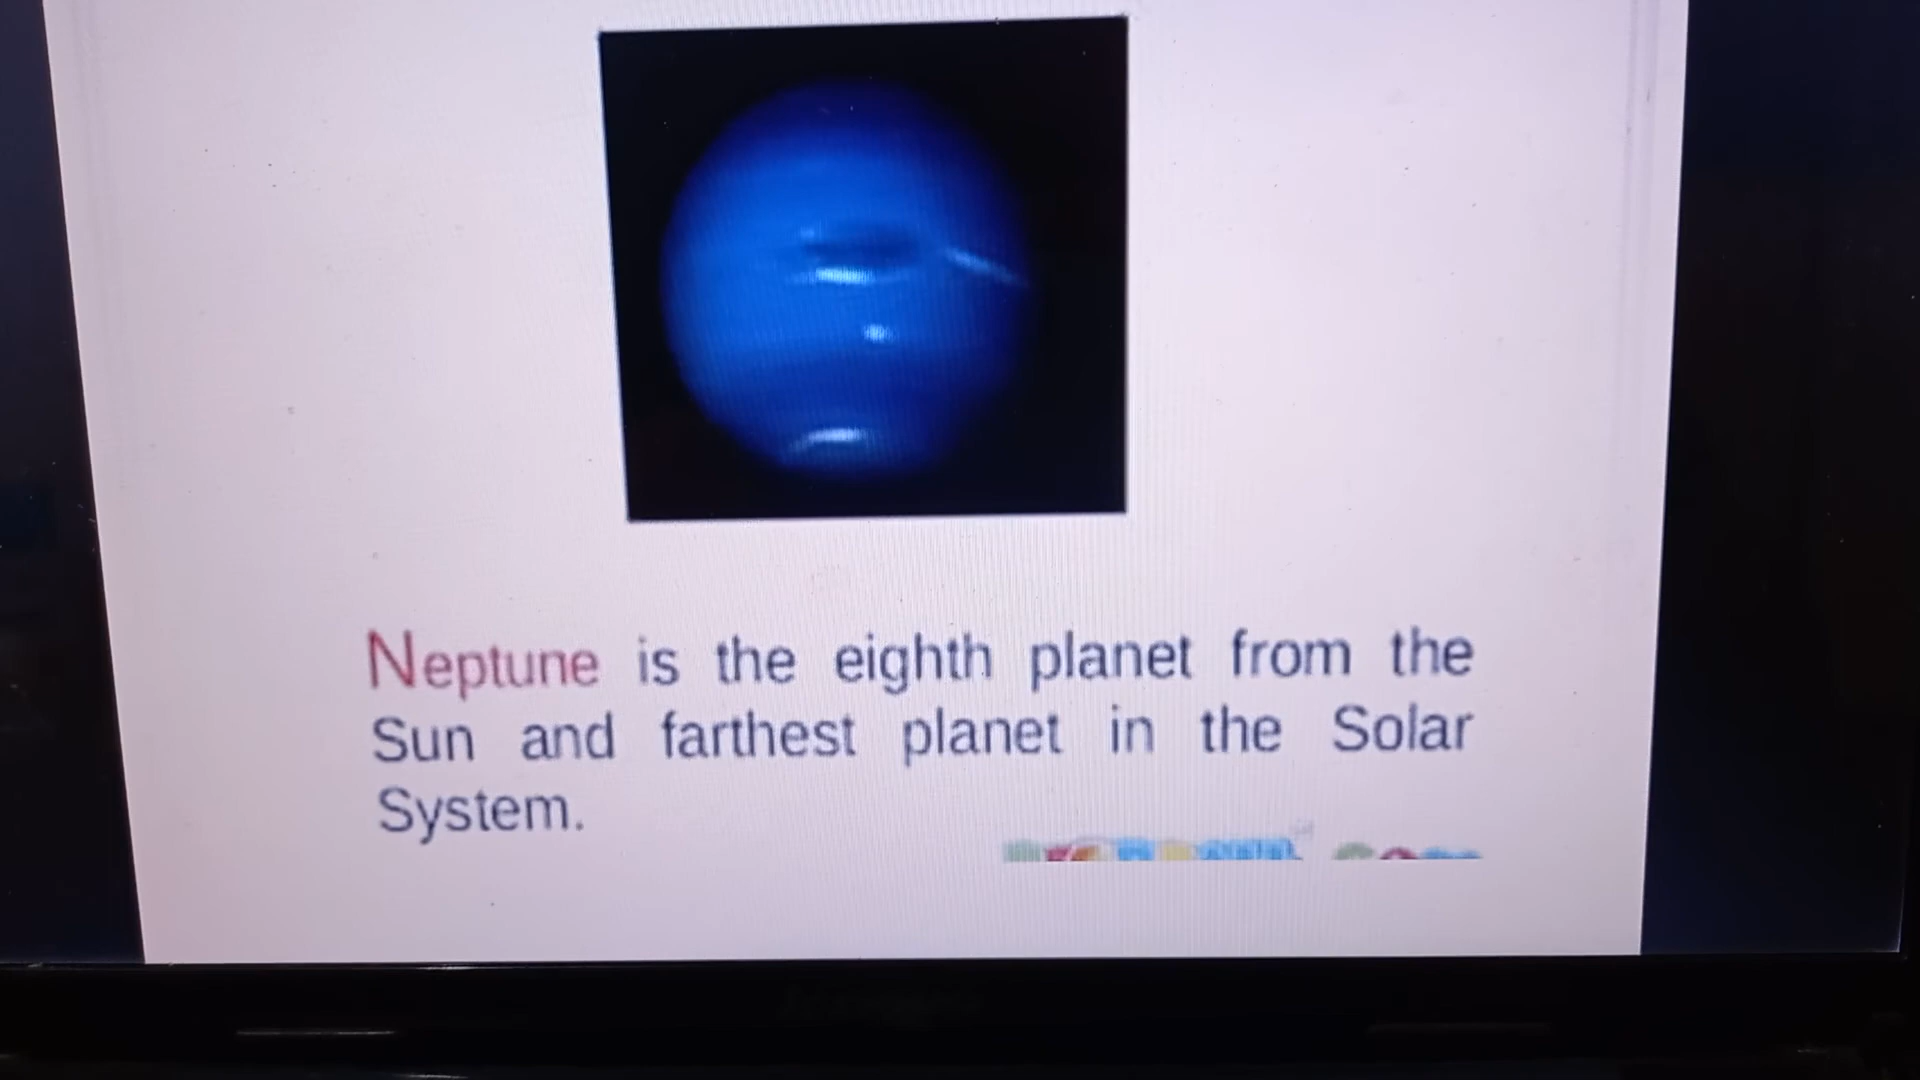 Neptune is the eighth planet from the
Sun and farthest planet in the Solar
System.